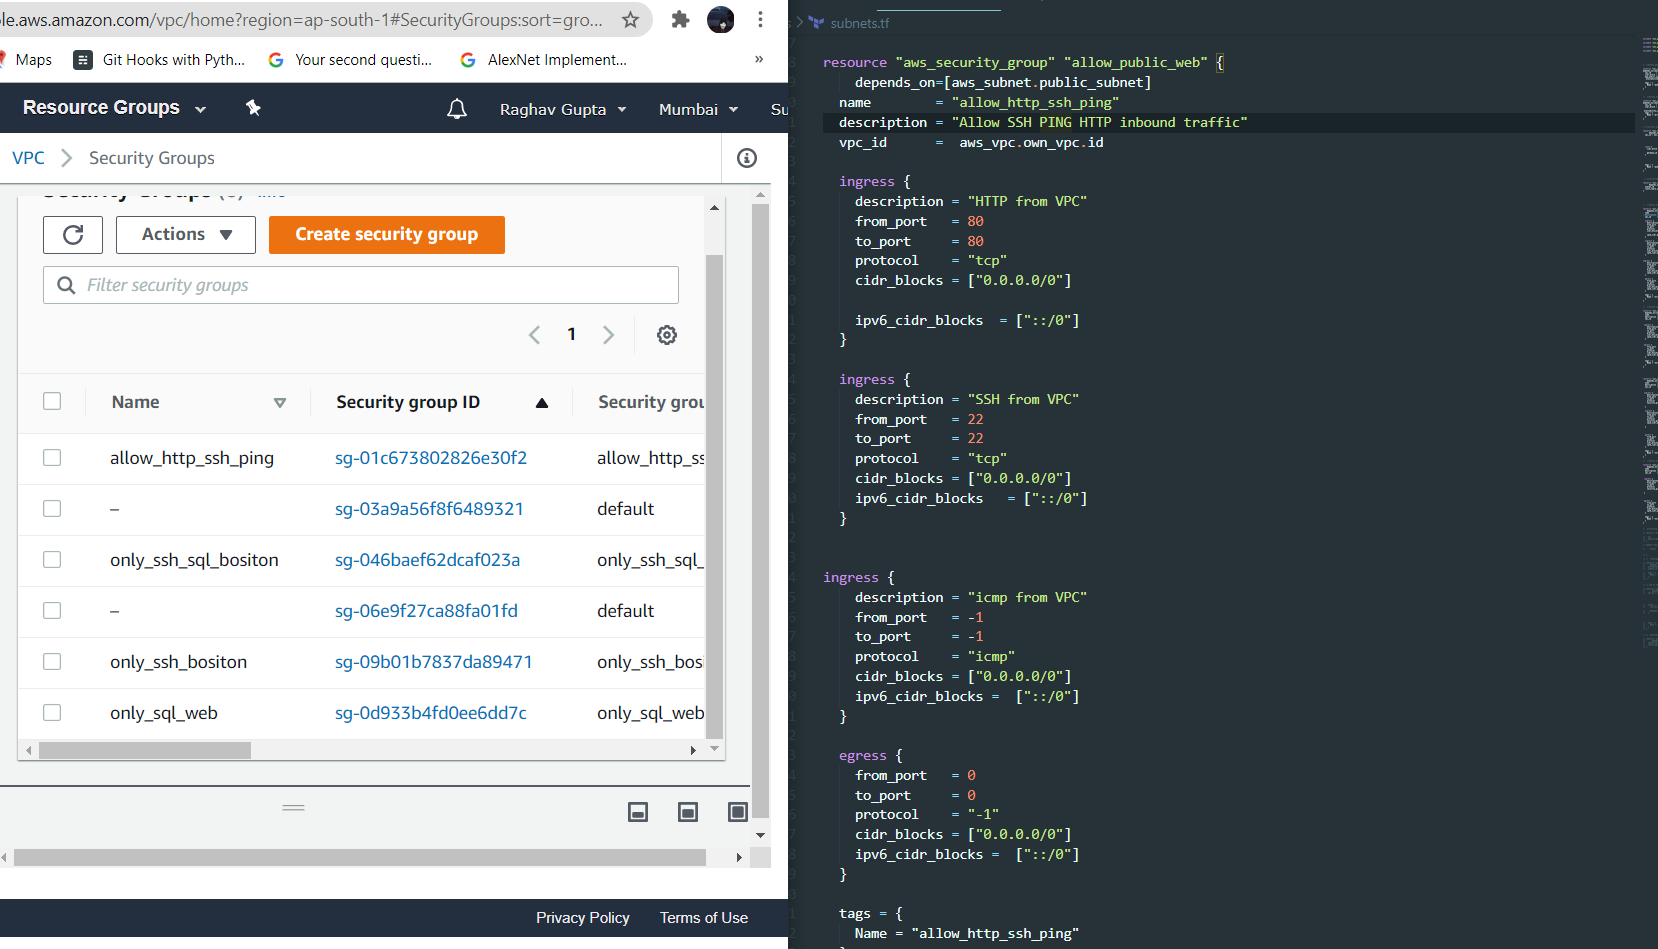 le.aws.amazon.com/vpc/home?region=ap-south-1#SecurityGroups:sort=gro...
Maps
Git Hooks with Pyth...
Your second questi...
AlexNet Implement...
»
Resource Groups
Raghav Gupta
Mumbai
Su
VPC
Security Groups
Actions
Create security group
Filter security groups
1
Name
Security group ID
Security grou
allow_http_ssh_ping sg-01c673802826e30f2 allow_http_ss
– sg-03a9a56f8f6489321 default
only_ssh_sql_bositon sg-046baef62dcaf023a only_ssh_sql_
– sg-06e9f27ca88fa01fd default
only_ssh_bositon sg-09b01b7837da89471 only_ssh_bosi
only_sql_web sg-0d933b4fd0ee6dd7c only_sql_web
Privacy Policy
Terms of Use
subnets.tf
resource "aws_security_group" "allow_public_web" {
depends_on=[aws_subnet.public_subnet]
name = "allow_http_ssh_ping"
description = "Allow SSH PING HTTP inbound traffic"
vpc_id = aws_vpc.own_vpc.id
ingress {
description = "HTTP from VPC"
from_port = 80
to_port = 80
protocol = "tcp"
cidr_blocks = ["0.0.0.0/0"]
ipv6_cidr_blocks = ["::/0"]
}
ingress {
description = "SSH from VPC"
from_port = 22
to_port = 22
protocol = "tcp"
cidr_blocks = ["0.0.0.0/0"]
ipv6_cidr_blocks = ["::/0"]
}
ingress {
description = "icmp from VPC"
from_port = -1
to_port = -1
protocol = "icmp"
cidr_blocks = ["0.0.0.0/0"]
ipv6_cidr_blocks = ["::/0"]
}
egress {
from_port = 0
to_port = 0
protocol = "-1"
cidr_blocks = ["0.0.0.0/0"]
ipv6_cidr_blocks = ["::/0"]
}
tags = {
Name = "allow_http_ssh_ping"